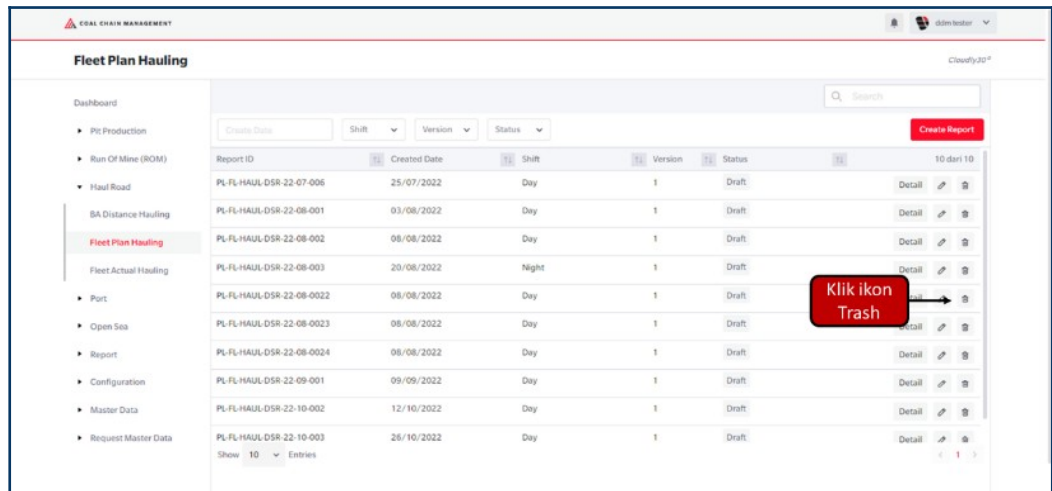 COAL CHAIN MANAGEMENT
ddm tester
Fleet Plan Hauling
Cloudly30°
Dashboard
Pit Production
Run Of Mine (ROM)
Haul Road
BA Distance Hauling
Fleet Plan Hauling
Fleet Actual Hauling
Port
Open Sea
Report
Configuration
Master Data
Request Master Data
Search
Create Date Shift Version Status Create Report
Report ID Created Date Shift Version Status 10 dari 10
PL-FL-HAUL-DSR-22-07-006 25/07/2022 Day 1 Draft Detail
PL-FL-HAUL-DSR-22-08-001 03/08/2022 Day 1 Draft Detail
PL-FL-HAUL-DSR-22-08-002 08/08/2022 Day 1 Draft Detail
PL-FL-HAUL-DSR-22-08-003 20/08/2022 Night 1 Draft Detail
PL-FL-HAUL-DSR-22-08-0022 08/08/2022 Day 1 Draft
Klik ikon
Trash
PL-FL-HAUL-DSR-22-08-0023 08/08/2022 Day 1 Draft Detail
PL-FL-HAUL-DSR-22-08-0024 08/08/2022 Day 1 Draft Detail
PL-FL-HAUL-DSR-22-09-001 09/09/2022 Day 1 Draft Detail
PL-FL-HAUL-DSR-22-10-002 12/10/2022 Day 1 Draft Detail
PL-FL-HAUL-DSR-22-10-003 26/10/2022 Day 1 Draft Detail
Show 10 Entries 1